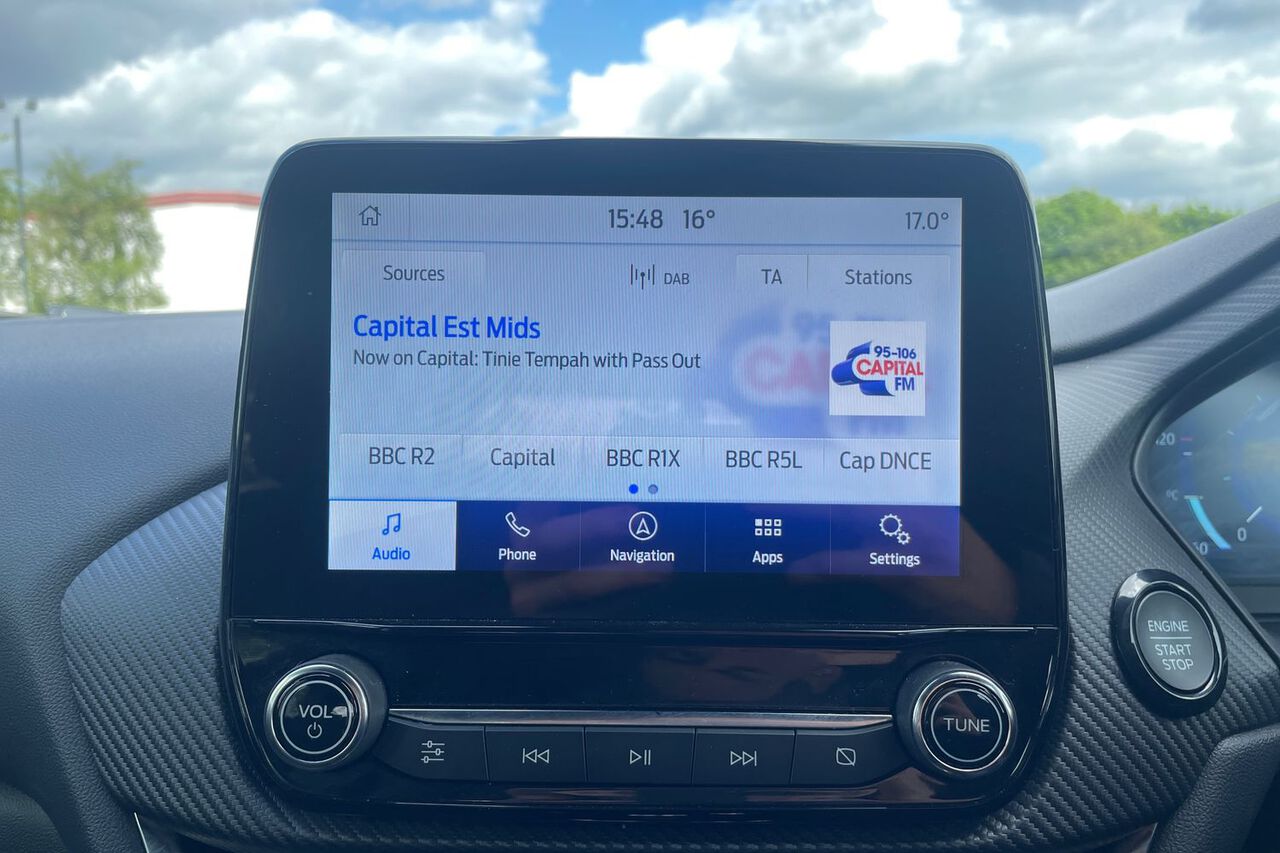 15:48 16° 17.0°
Sources DAB TA Stations
Capital Est Mids
Now on Capital: Tinie Tempah with Pass Out
95-106
CAPITAL
FM
BBC R2 Capital BBC R1X BBC R5L Cap DNCE
Audio Phone Navigation Apps Settings
ENGINE
START
STOP
VOL
TUNE
0